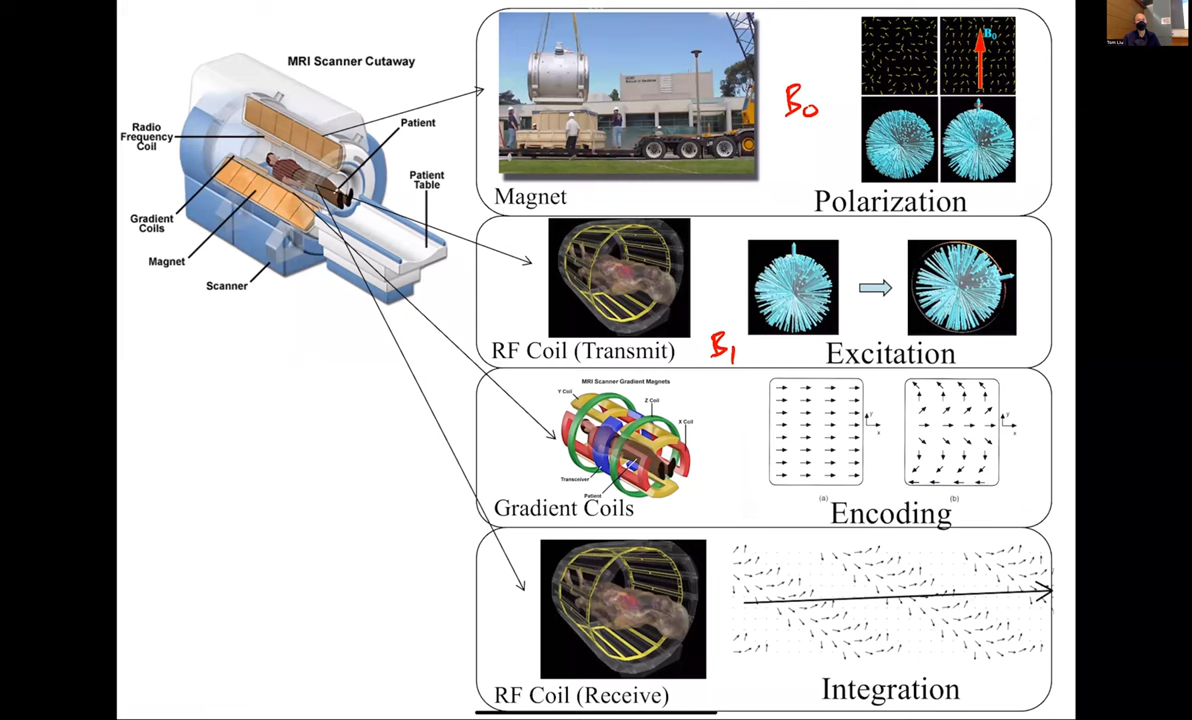 MRI Scanner Cutaway
Radio
Frequency
Coil
Patient
Patient
Table
Gradient
Coils
Magnet
Scanner
Magnet
B₀
B₀
Polarization
RF Coil (Transmit)
B₁
Excitation
MRI Scanner Gradient Magnets
Y Coil
Z Coil
X Coil
Transceiver
Patient
Gradient Coils
y
x
y
x
(a)
(b)
Encoding
RF Coil (Receive)
Integration
Tom Liu